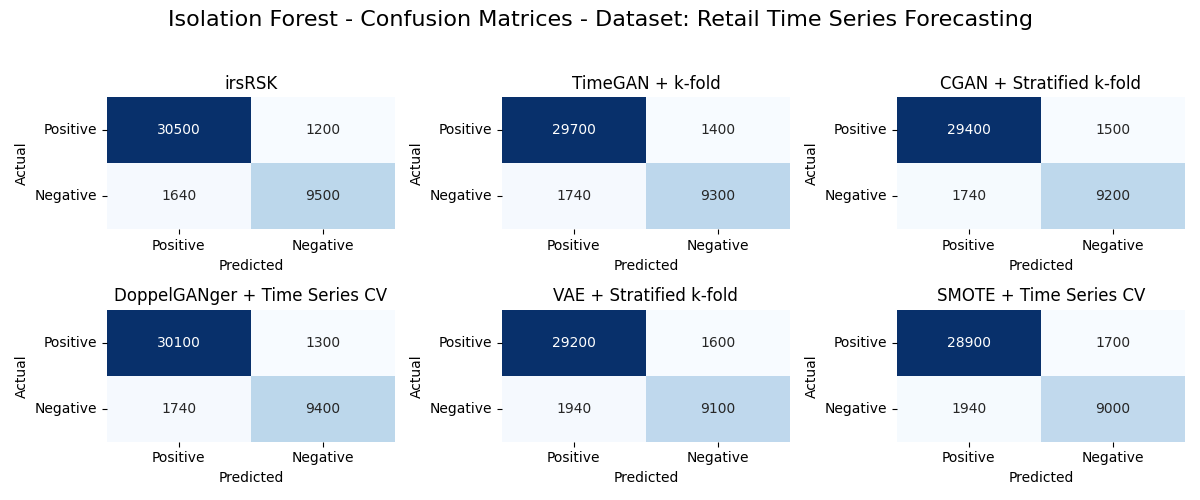 Isolation Forest - Confusion Matrices - Dataset: Retail Time Series Forecasting
irsRSK
Actual
Positive
30500 1200
Negative
1640 9500
Positive Negative
Predicted
TimeGAN + k-fold
Actual
Positive
29700 1400
Negative
1740 9300
Positive Negative
Predicted
CGAN + Stratified k-fold
Actual
Positive
29400 1500
Negative
1740 9200
Positive Negative
Predicted
DoppelGANger + Time Series CV
Actual
Positive
30100 1300
Negative
1740 9400
Positive Negative
Predicted
VAE + Stratified k-fold
Actual
Positive
29200 1600
Negative
1940 9100
Positive Negative
Predicted
SMOTE + Time Series CV
Actual
Positive
28900 1700
Negative
1940 9000
Positive Negative
Predicted